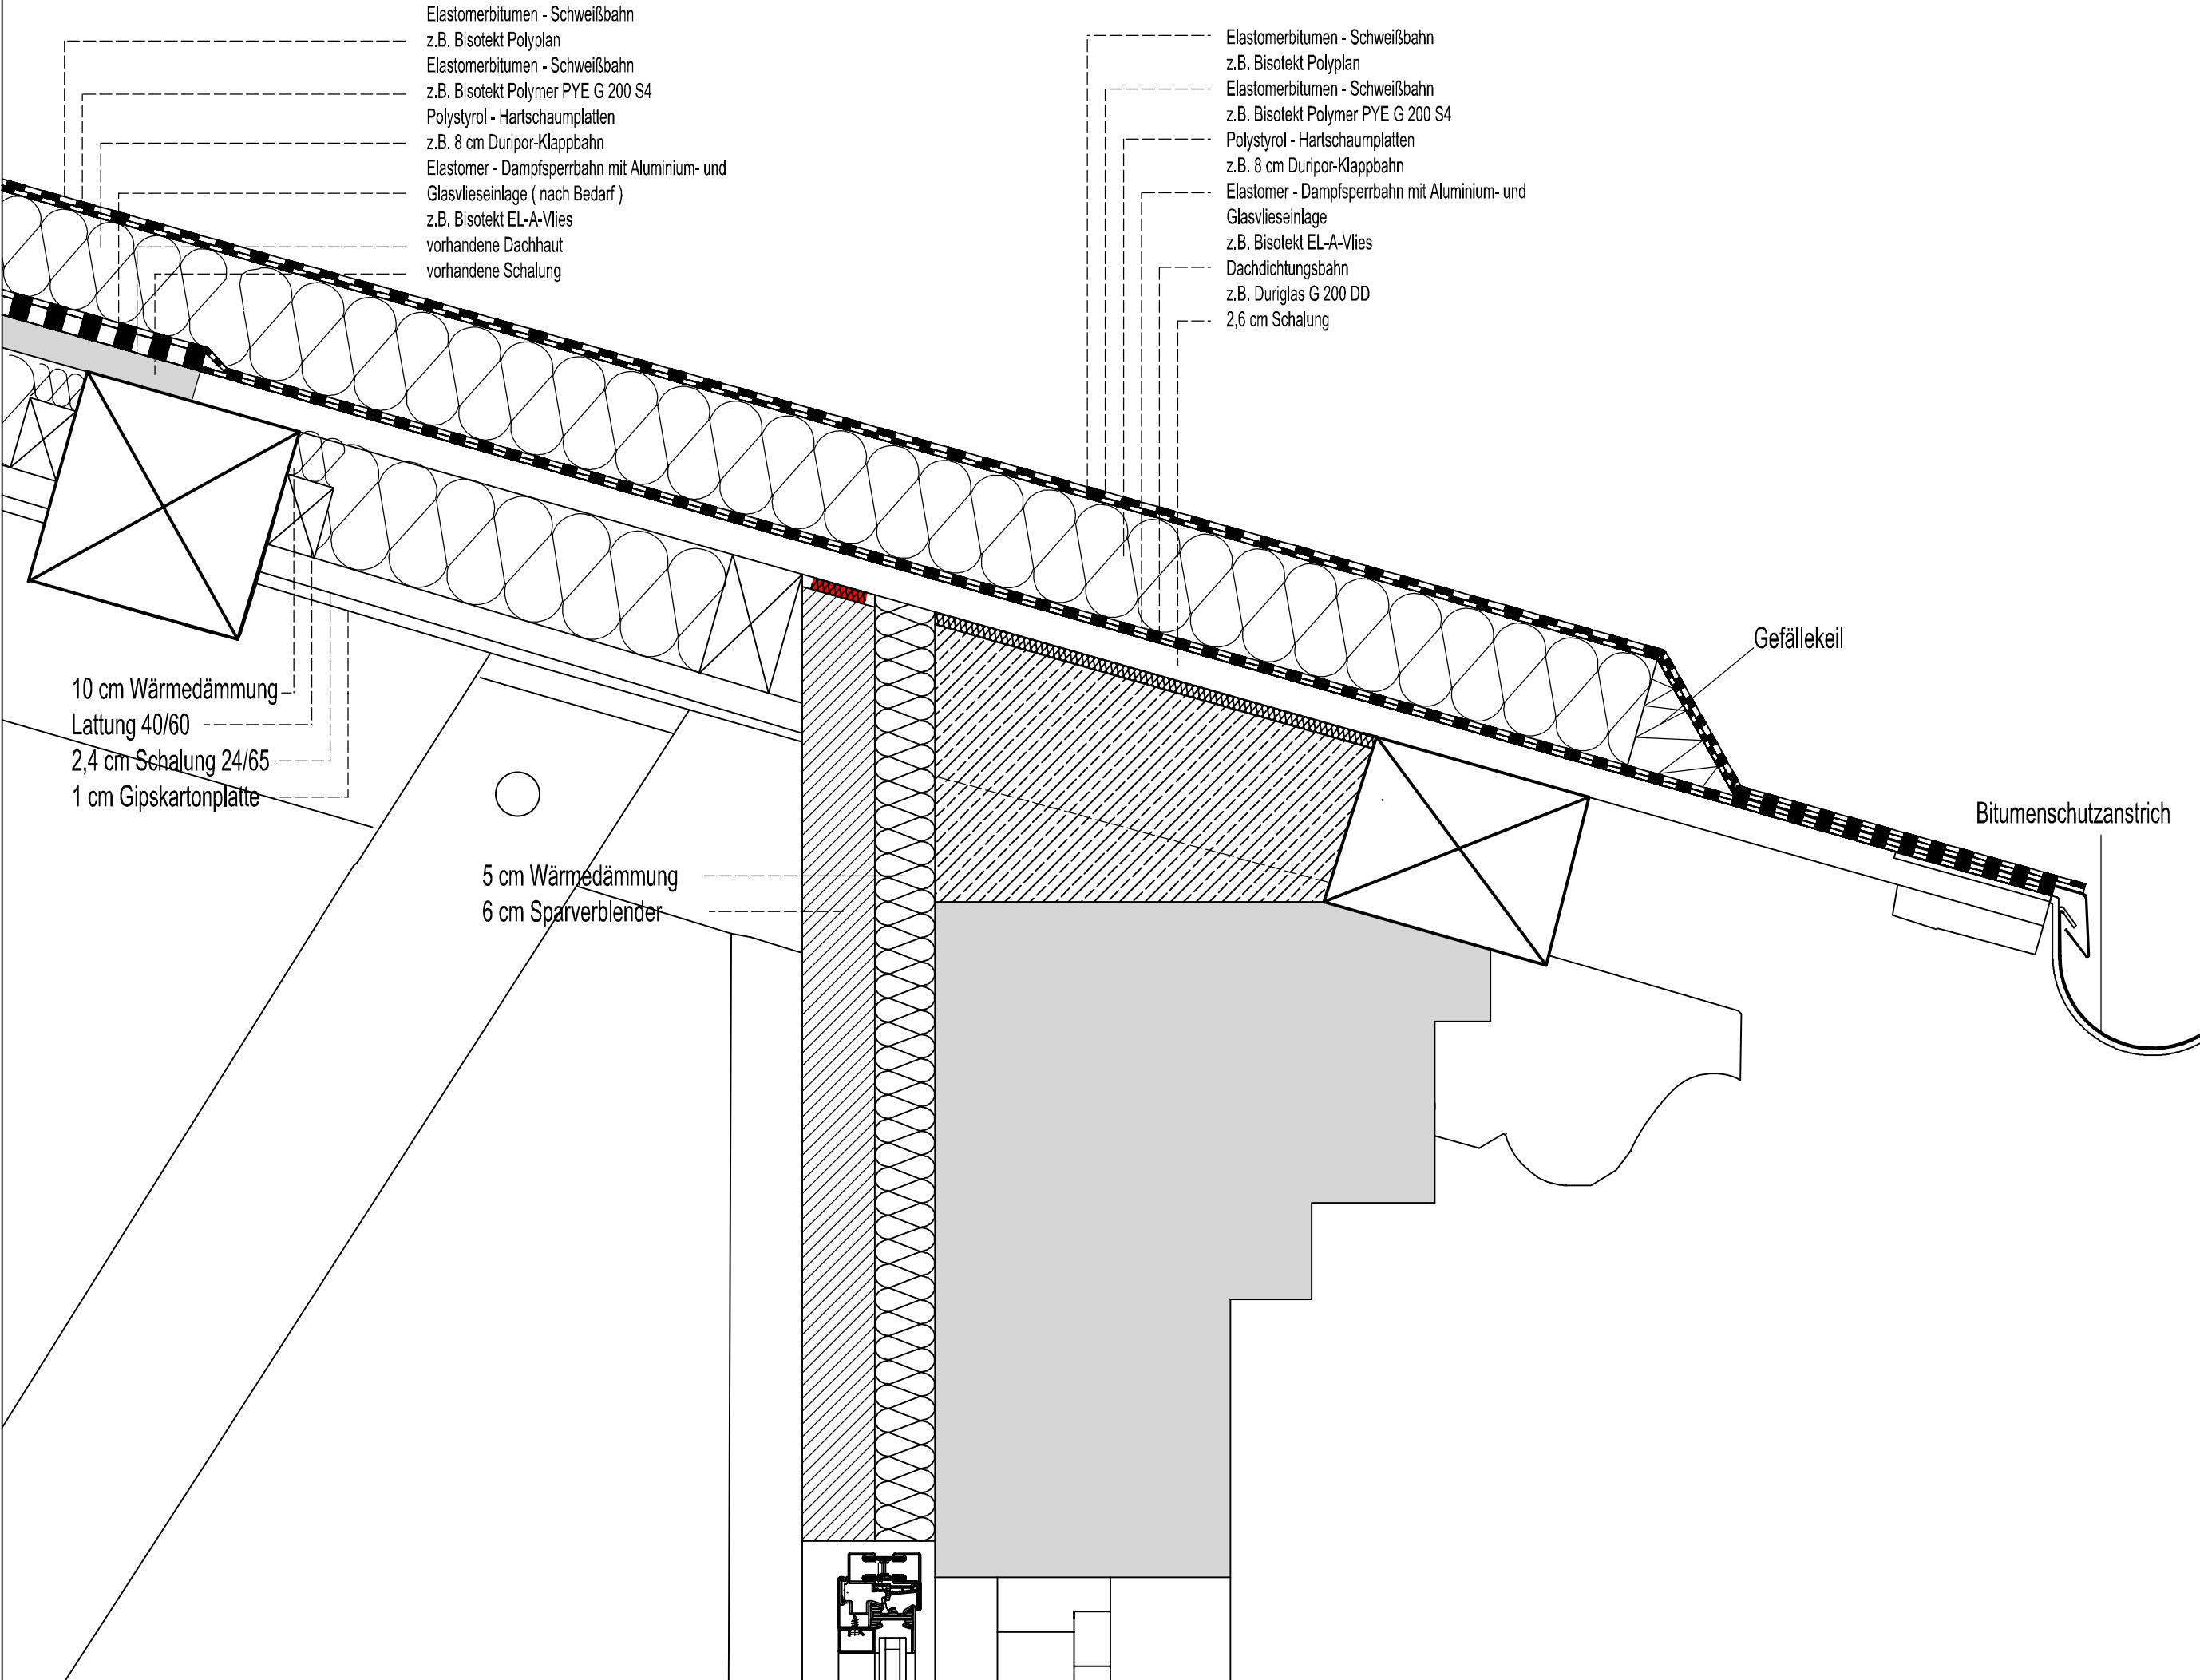 Elastomerbitumen - Schweißbahn
z.B. Bisotekt Polyplan
Elastomerbitumen - Schweißbahn
z.B. Bisotekt Polymer PYE G 200 S4
Polystyrol - Hartschaumplatten
z.B. 8 cm Duripor-Klappbahn
Elastomer - Dampfsperrbahn mit Aluminium- und
Glasvlieseinlage ( nach Bedarf )
z.B. Bisotekt EL-A-Vlies
vorhandene Dachhaut
vorhandene Schalung
Elastomerbitumen - Schweißbahn
z.B. Bisotekt Polyplan
Elastomerbitumen - Schweißbahn
z.B. Bisotekt Polymer PYE G 200 S4
Polystyrol - Hartschaumplatten
z.B. 8 cm Duripor-Klappbahn
Elastomer - Dampfsperrbahn mit Aluminium- und
Glasvlieseinlage
z.B. Bisotekt EL-A-Vlies
Dachdichtungsbahn
z.B. Duriglas G 200 DD
2,6 cm Schalung
Gefällekeil
10 cm Wärmedämmung
Lattung 40/60
2,4 cm Schalung 24/65
1 cm Gipskartonplatte
Bitumenschutzanstrich
5 cm Wärmedämmung
6 cm Sparverblender